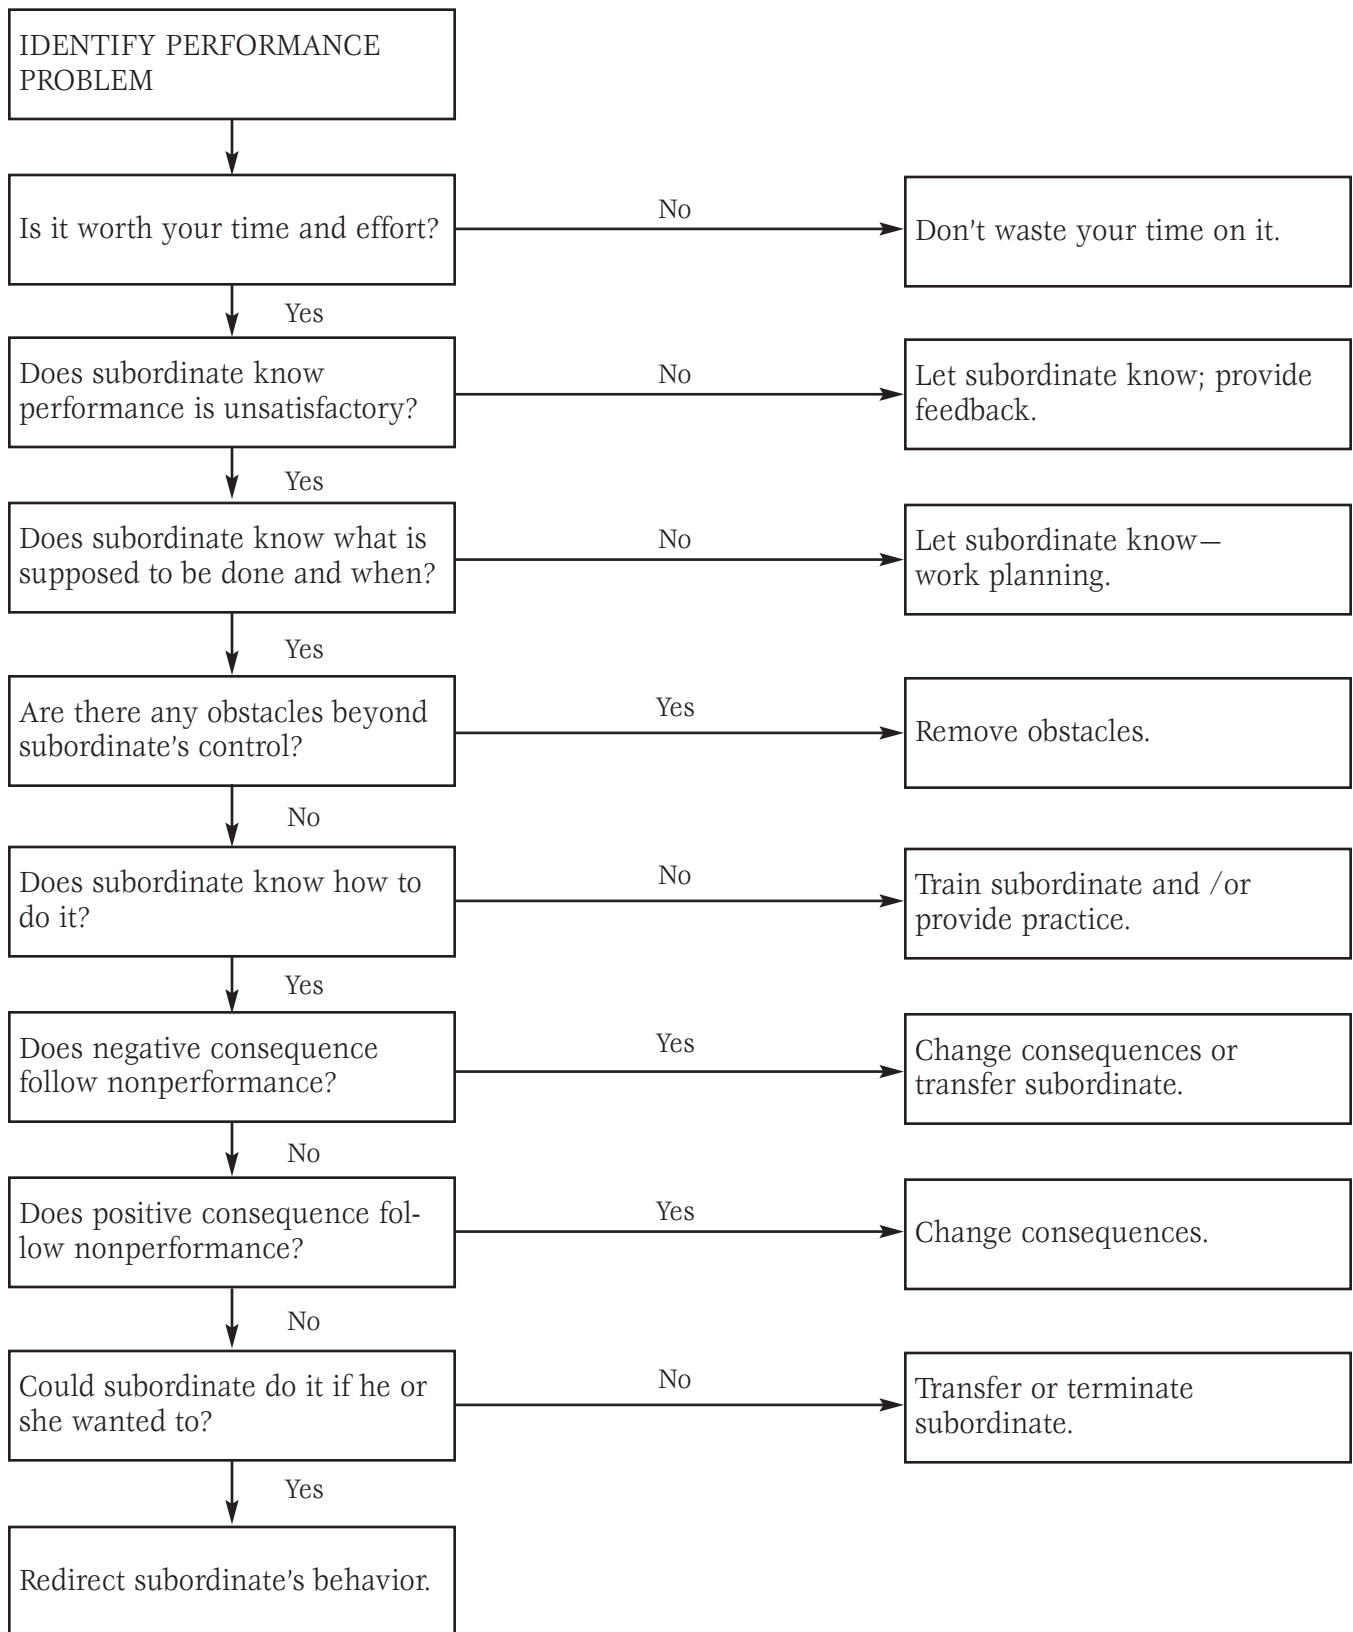 IDENTIFY PERFORMANCE
PROBLEM
Is it worth your time and effort?
No
Don't waste your time on it.
Yes
Does subordinate know
performance is unsatisfactory?
No
Let subordinate know; provide
feedback.
Yes
Does subordinate know what is
supposed to be done and when?
No
Let subordinate know—
work planning.
Yes
Are there any obstacles beyond
subordinate's control?
Yes
Remove obstacles.
No
Does subordinate know how to
do it?
No
Train subordinate and /or
provide practice.
Yes
Does negative consequence
follow nonperformance?
Yes
Change consequences or
transfer subordinate.
No
Does positive consequence fol-
low nonperformance?
Yes
Change consequences.
No
Could subordinate do it if he or
she wanted to?
No
Transfer or terminate
subordinate.
Yes
Redirect subordinate's behavior.